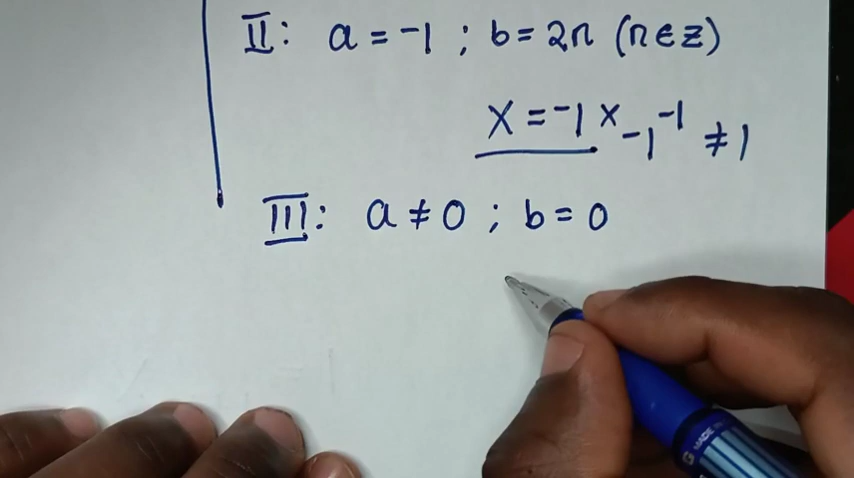 II: a = -1 ; b = 2n (n∈z)
x = -1 x -1⁻¹ ≠ 1
III: a ≠ 0 ; b = 0